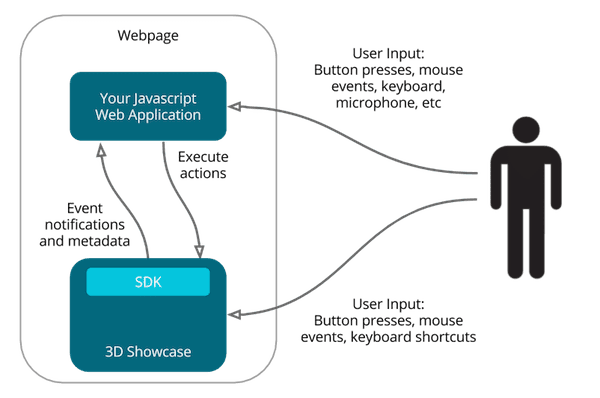 Webpage
Your Javascript
Web Application
Execute
actions
Event
notifications
and metadata
SDK
3D Showcase
User Input:
Button presses, mouse
events, keyboard,
microphone, etc
User Input:
Button presses, mouse
events, keyboard shortcuts